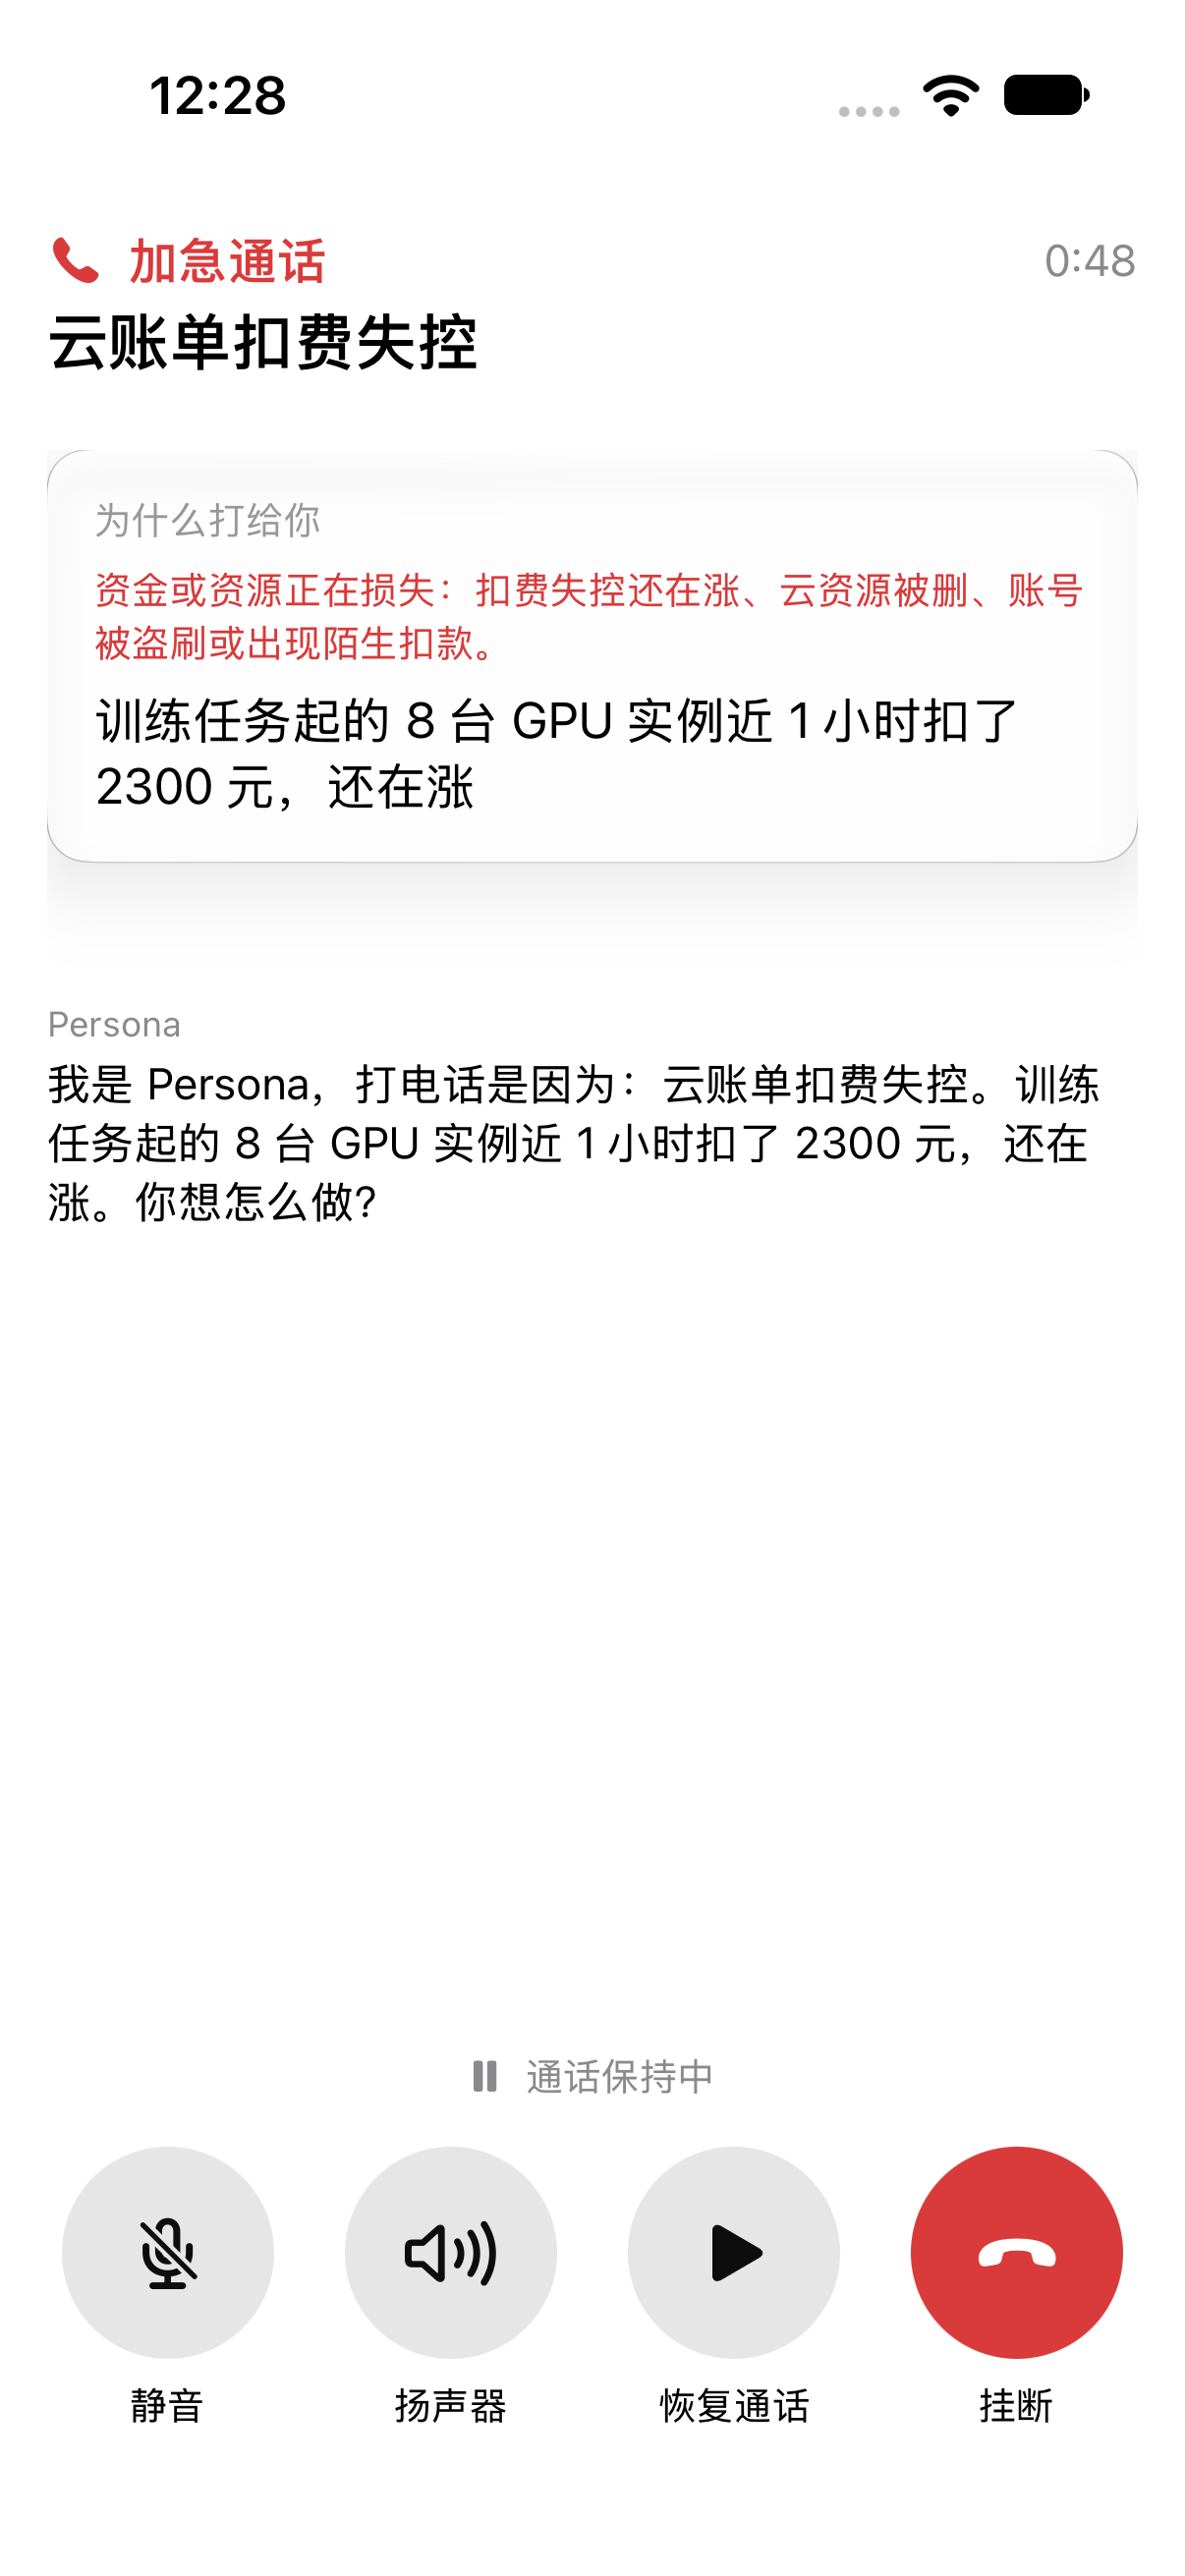 12:28
加急通话
0:48
云账单扣费失控
为什么打给你
资金或资源正在损失：扣费失控还在涨、云资源被删、账号
被盗刷或出现陌生扣款。
训练任务起的 8 台 GPU 实例近 1 小时扣了
2300 元，还在涨
Persona
我是 Persona，打电话是因为：云账单扣费失控。训练
任务起的 8 台 GPU 实例近 1 小时扣了 2300 元，还在
涨。你想怎么做?
通话保持中
静音
扬声器
恢复通话
挂断